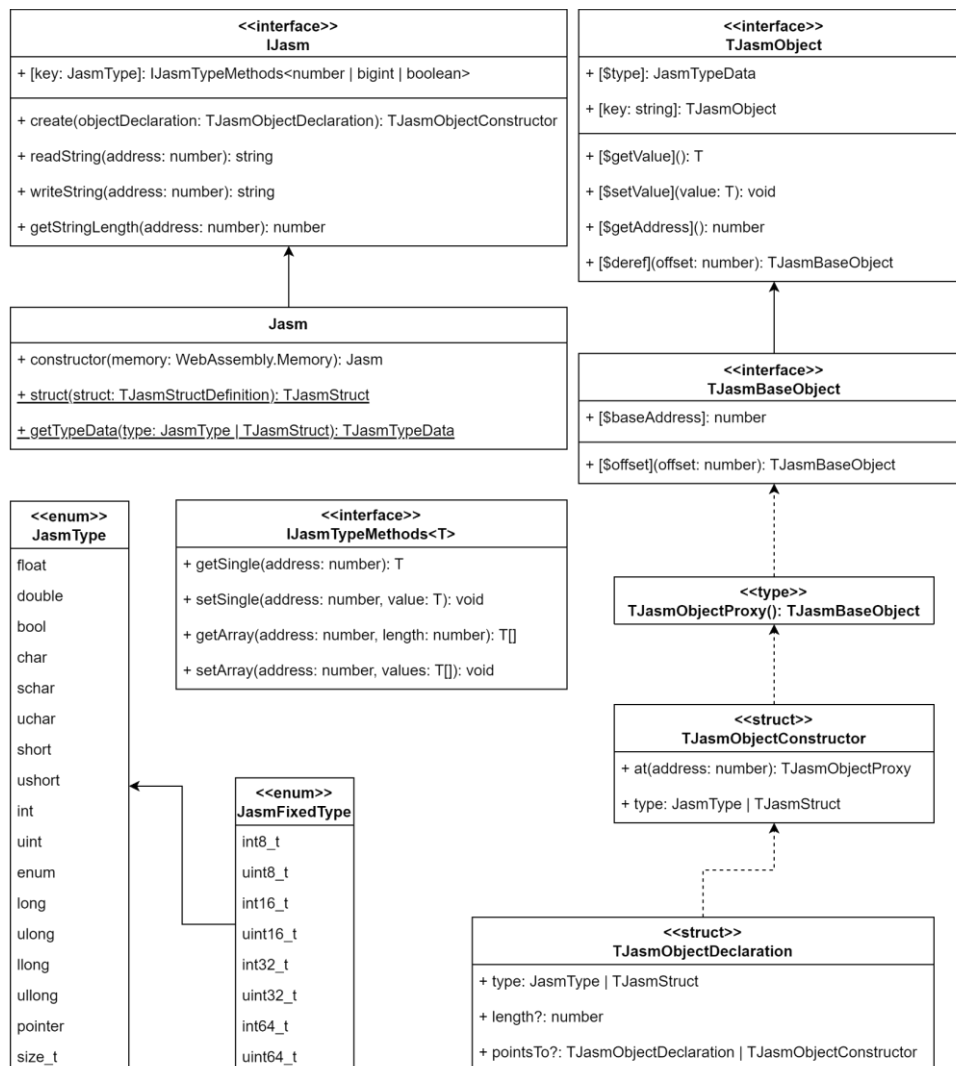 <<interface>>
IJasm
+ [key: JasmType]: IJasmTypeMethods<number | bigint | boolean>
+ create(objectDeclaration: TJasmObjectDeclaration): TJasmObjectConstructor
+ readString(address: number): string
+ writeString(address: number): string
+ getStringLength(address: number): number
Jasm
+ constructor(memory: WebAssembly.Memory): Jasm
+ struct(struct: TJasmStructDefinition): TJasmStruct
+ getTypeData(type: JasmType | TJasmStruct): TJasmTypeData
<<interface>>
TJasmObject
+ [$type]: JasmTypeData
+ [key: string]: TJasmObject
+ [$getValue](): T
+ [$setValue](value: T): void
+ [$getAddress](): number
+ [$deref](offset: number): TJasmBaseObject
<<interface>>
TJasmBaseObject
+ [$baseAddress]: number
+ [$offset](offset: number): TJasmBaseObject
<<enum>>
JasmType
float
double
bool
char
schar
uchar
short
ushort
int
uint
enum
long
ulong
llong
ullong
pointer
size_t
<<interface>>
IJasmTypeMethods<T>
+ getSingle(address: number): T
+ setSingle(address: number, value: T): void
+ getArray(address: number, length: number): T[]
+ setArray(address: number, values: T[]): void
<<enum>>
JasmFixedType
int8_t
uint8_t
int16_t
uint16_t
int32_t
uint32_t
int64_t
uint64_t
<<type>>
TJasmObjectProxy(): TJasmBaseObject
<<struct>>
TJasmObjectConstructor
+ at(address: number): TJasmObjectProxy
+ type: JasmType | TJasmStruct
<<struct>>
TJasmObjectDeclaration
+ type: JasmType | TJasmStruct
+ length?: number
+ pointsTo?: TJasmObjectDeclaration | TJasmObjectConstructor